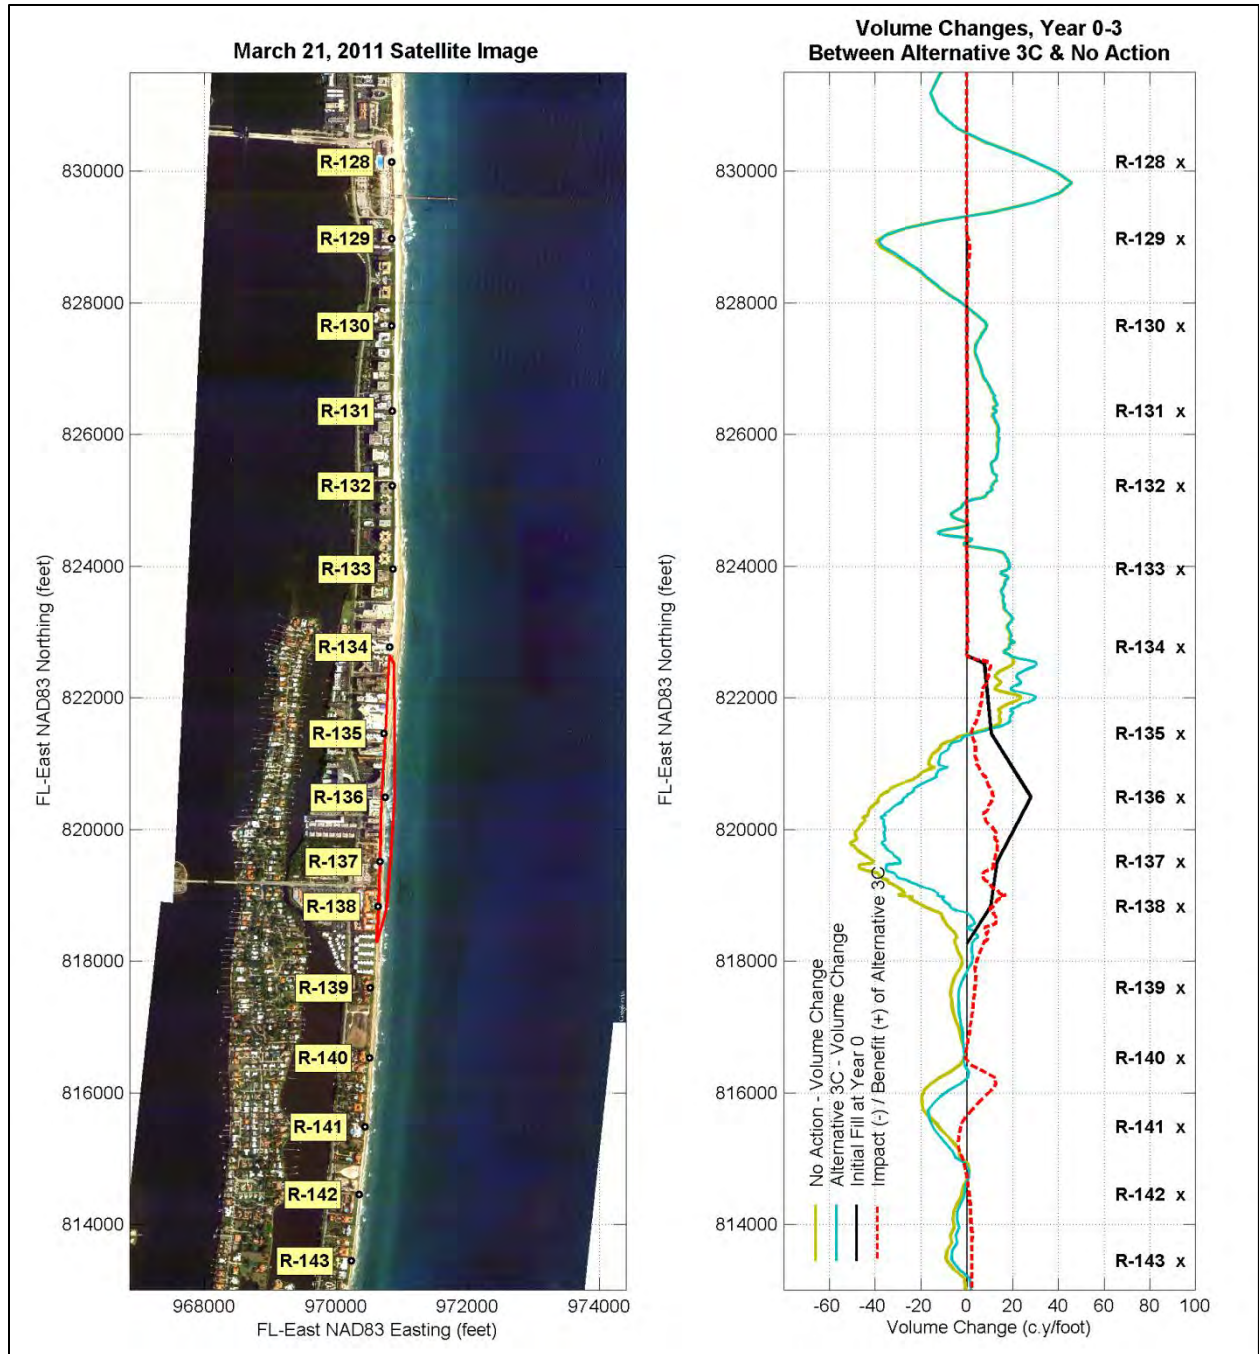 March 21, 2011 Satellite Image
FL-East NAD83 Northing (feet)
830000
828000
826000
824000
822000
820000
818000
816000
814000
R-128
R-129
R-130
R-131
R-132
R-133
R-134
R-135
R-136
R-137
R-138
R-139
R-140
R-141
R-142
R-143
968000 970000 972000 974000
FL-East NAD83 Easting (feet)
Volume Changes, Year 0-3
Between Alternative 3C & No Action
FL-East NAD83 Northing (feet)
830000
828000
826000
824000
822000
820000
818000
816000
814000
R-128 x
R-129 x
R-130 x
R-131 x
R-132 x
R-133 x
R-134 x
R-135 x
R-136 x
R-137 x
R-138 x
R-139 x
R-140 x
R-141 x
R-142 x
R-143 x
No Action - Volume Change
Alternative 3C - Volume Change
Initial Fill at Year 0
Impact (-) / Benefit (+) of Alternative 3C
-60 -40 -20 0 20 40 60 80 100
Volume Change (c.y/foot)